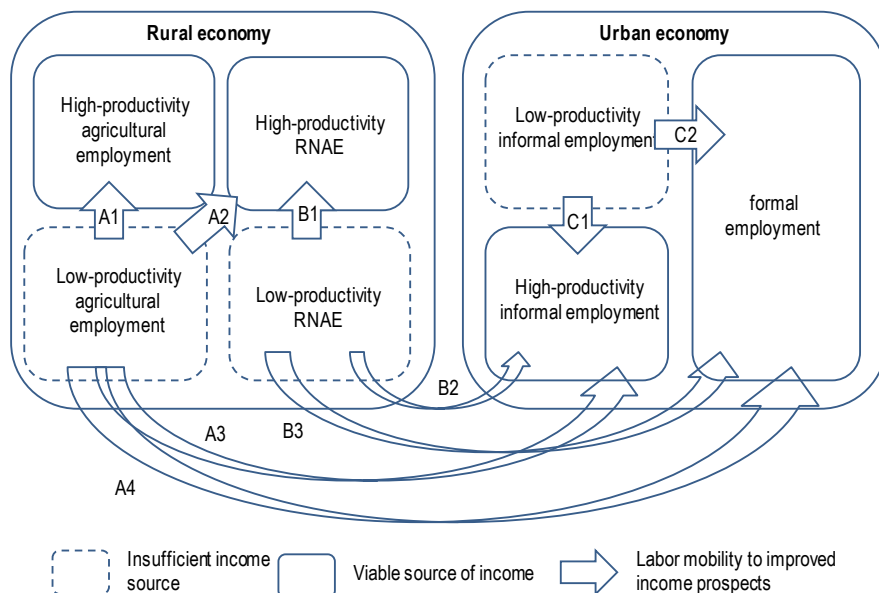 Rural economy
Urban economy
High-productivity
agricultural
employment
High-productivity
RNAE
Low-productivity
informal employment
C2
formal
employment
A1
A2
B1
C1
Low-productivity
agricultural
employment
Low-productivity
RNAE
High-productivity
informal employment
B2
A3
B3
A4
Insufficient income
source
Viable source of income
Labor mobility to improved
income prospects